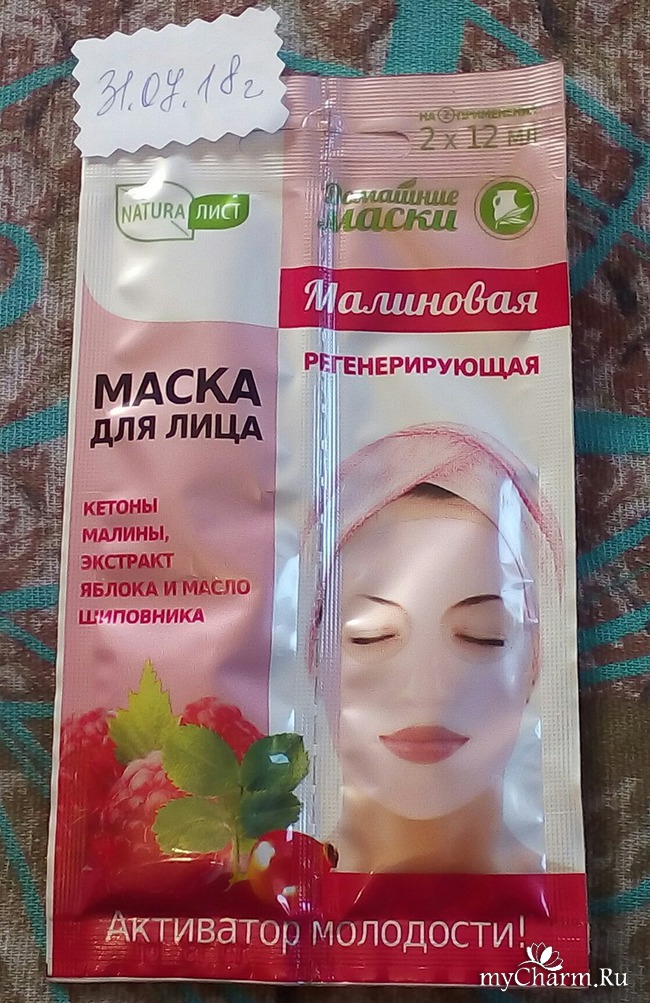 31.07.18г
НА 2 ПРИМЕНЕНИЯ
2 х 12 мл
NATURA ЛИСТ
Домашние
маски
Малиновая
РЕГЕНЕРИРУЮЩАЯ
МАСКА
ДЛЯ ЛИЦА
КЕТОНЫ
МАЛИНЫ,
ЭКСТРАКТ
ЯБЛОКА И МАСЛО
ШИПОВНИКА
Активатор молодости!
myCharm.Ru